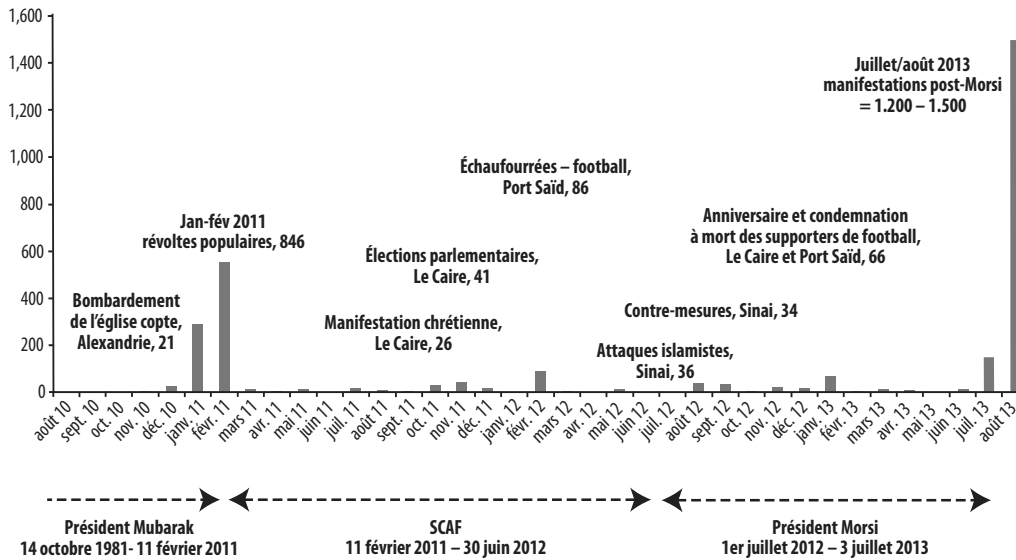 1,600
1,400
1,200
1,000
800
600
400
200
0
Juillet/août 2013
manifestations post-Morsi
= 1.200 – 1.500
Échaufourrées – football,
Port Saïd, 86
Jan-fév 2011
révoltes populaires, 846
Anniversaire et condamnation
à mort des supporters de football,
Le Caire et Port Saïd, 66
Élections parlementaires,
Le Caire, 41
Bombardement
de l'église copte,
Alexandrie, 21
Manifestation chrétienne,
Le Caire, 26
Contre-mesures, Sinai, 34
Attaques islamistes,
Sinai, 36
août 10
sept. 10
oct. 10
nov. 10
déc. 10
janv. 11
févr. 11
mars 11
avr. 11
mai 11
juin 11
juil. 11
août 11
sept. 11
oct. 11
nov. 11
déc. 11
janv. 12
févr. 12
mars 12
avr. 12
mai 12
juin 12
juil. 12
août 12
sept. 12
oct. 12
nov. 12
déc. 12
janv. 13
févr. 13
mars 13
avr. 13
mai 13
juin 13
juil. 13
août 13
Président Mubarak
14 octobre 1981- 11 février 2011
SCAF
11 février 2011 – 30 juin 2012
Président Morsi
1er juillet 2012 – 3 juillet 2013